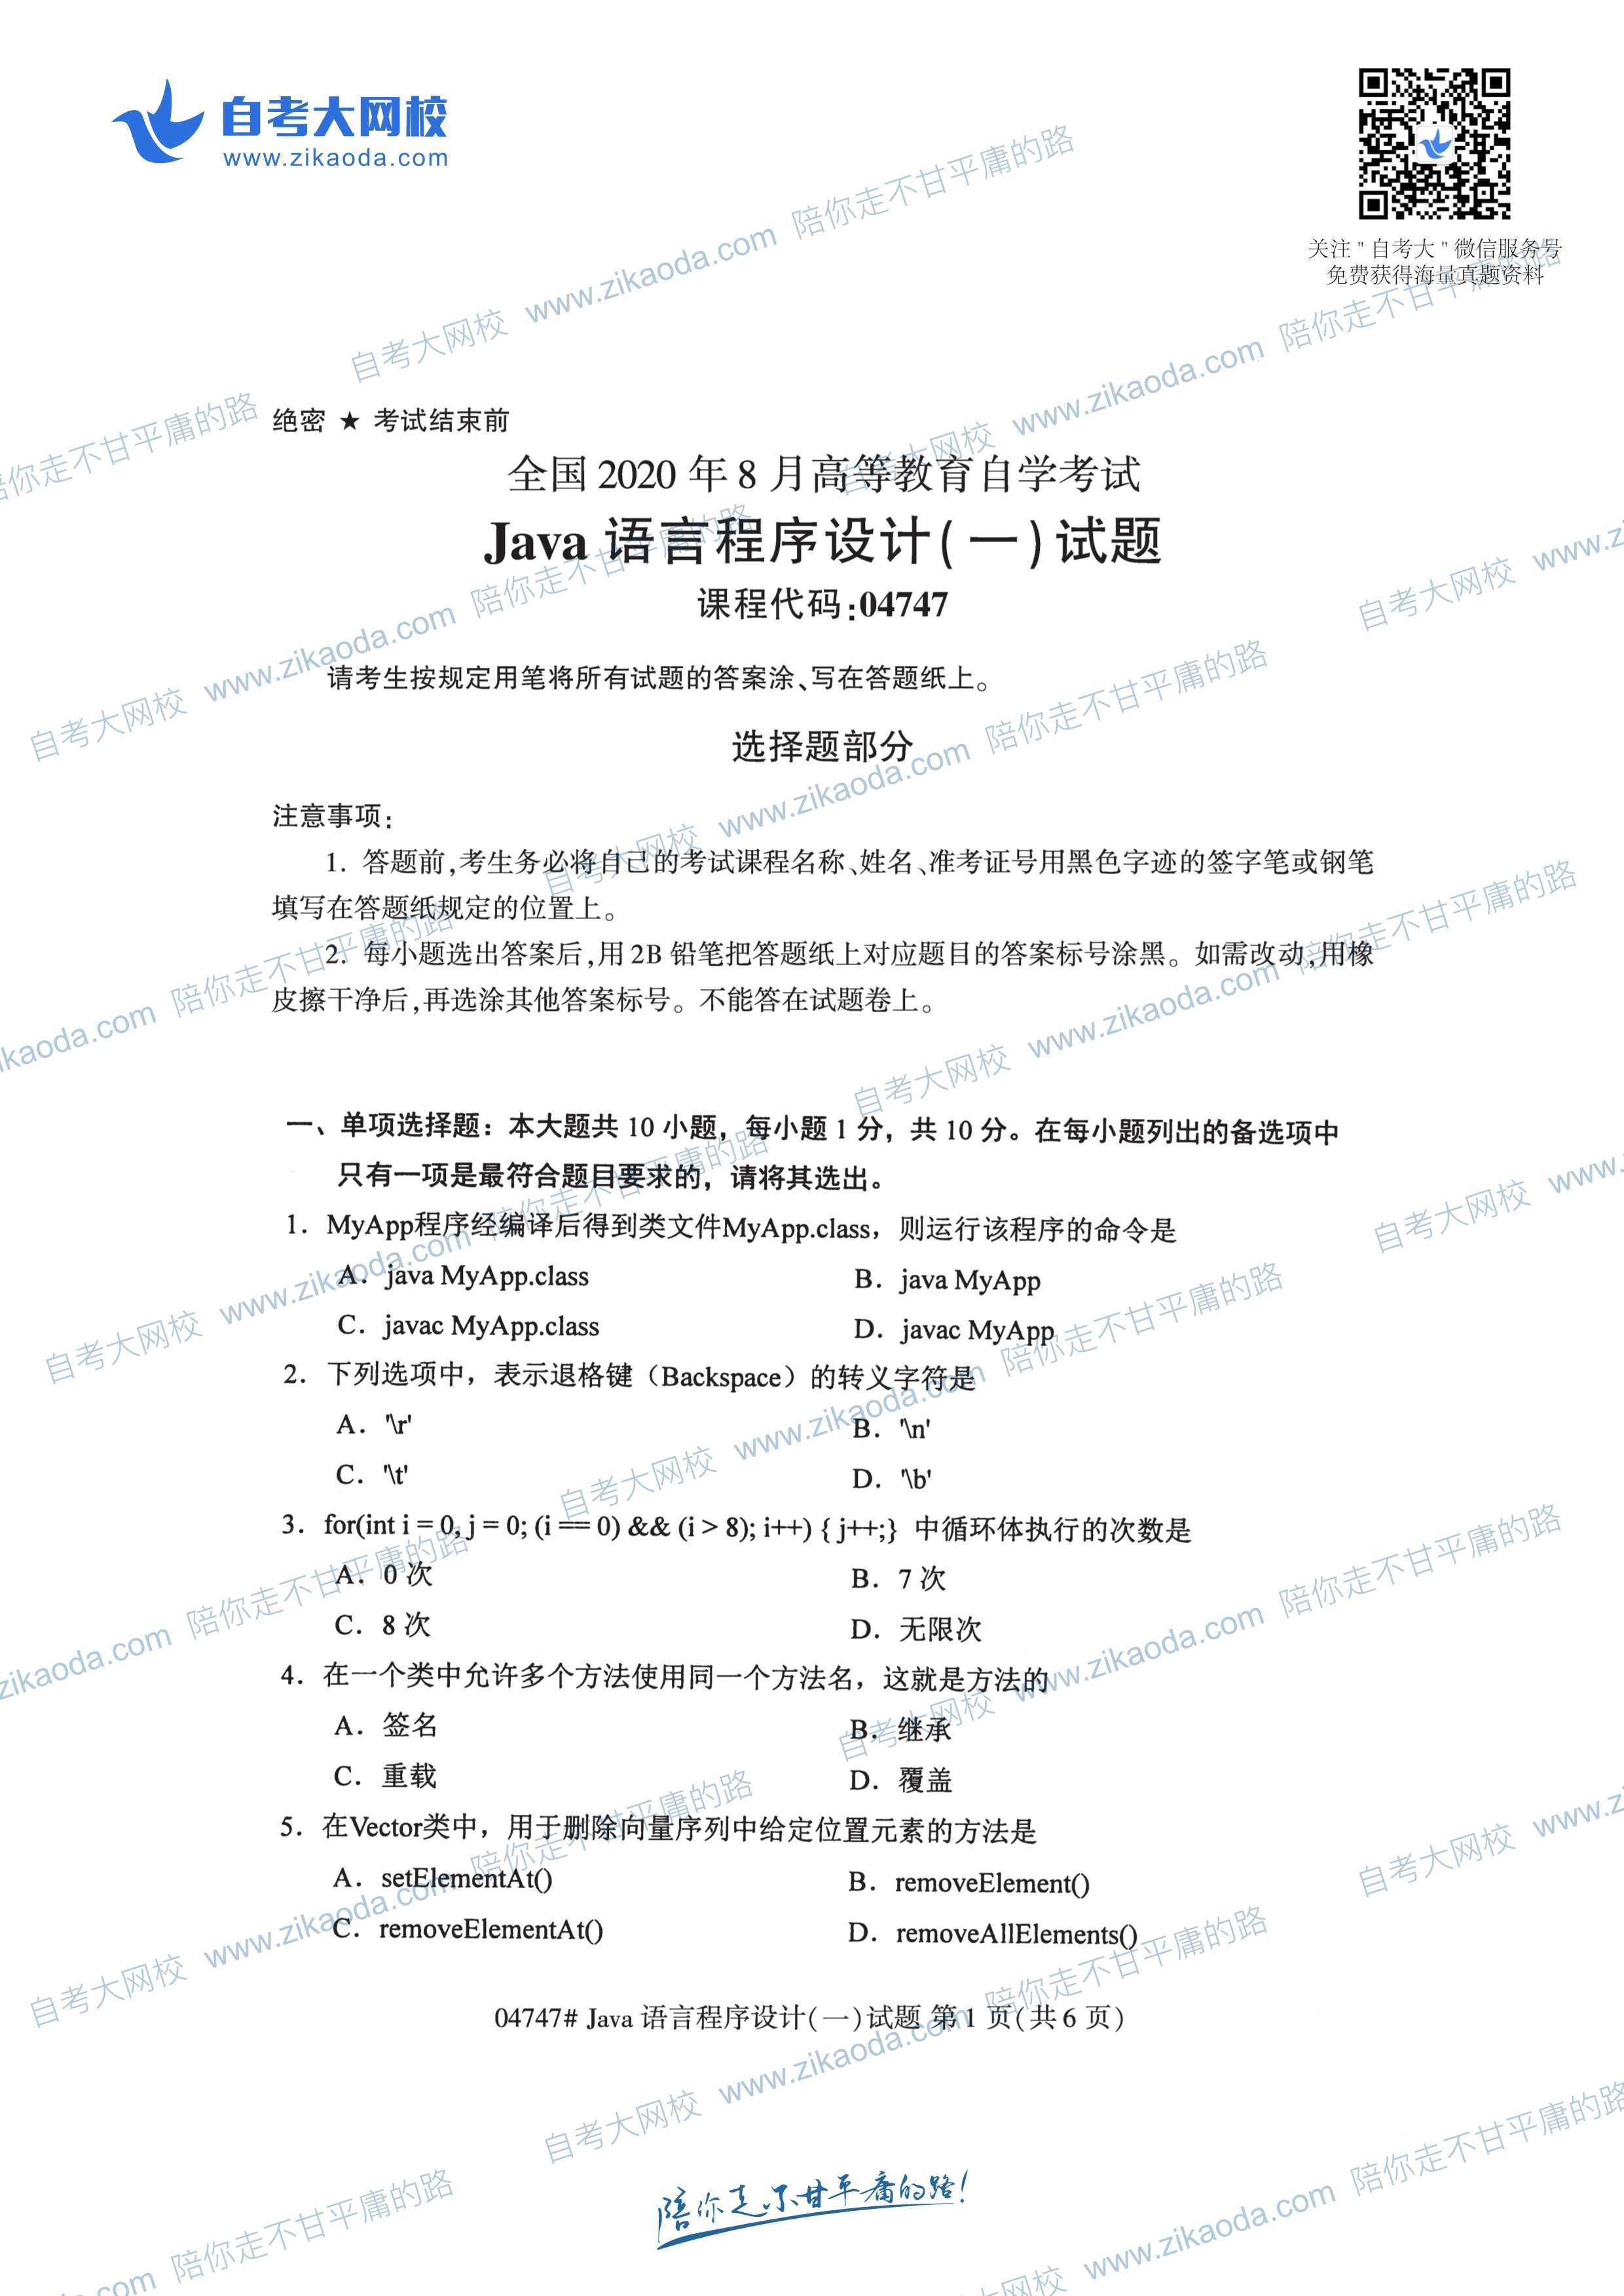 自考大网校
www.zikaoda.com
关注"自考大"微信服务号
免费获得海量真题资料
绝密 ★ 考试结束前
全国 2020 年 8 月高等教育自学考试
Java 语言程序设计(一)试题
课程代码:04747
请考生按规定用笔将所有试题的答案涂、写在答题纸上。
选择题部分
注意事项:
1. 答题前,考生务必将自己的考试课程名称、姓名、准考证号用黑色字迹的签字笔或钢笔
填写在答题纸规定的位置上。
2. 每小题选出答案后,用 2B 铅笔把答题纸上对应题目的答案标号涂黑。如需改动,用橡
皮擦干净后,再选涂其他答案标号。不能答在试题卷上。
一、单项选择题：本大题共 10 小题，每小题 1 分，共 10 分。在每小题列出的备选项中
只有一项是最符合题目要求的，请将其选出。
1. MyApp程序经编译后得到类文件MyApp.class，则运行该程序的命令是
A. java MyApp.class B. java MyApp
C. javac MyApp.class D. javac MyApp
2. 下列选项中，表示退格键（Backspace）的转义字符是
A. '\r' B. '\n'
C. '\t' D. '\b'
3. for(int i = 0, j = 0; (i == 0) && (i > 8); i++) { j++;} 中循环体执行的次数是
A. 0 次 B. 7 次
C. 8 次 D. 无限次
4. 在一个类中允许多个方法使用同一个方法名，这就是方法的
A. 签名 B. 继承
C. 重载 D. 覆盖
5. 在Vector类中，用于删除向量序列中给定位置元素的方法是
A. setElementAt() B. removeElement()
C. removeElementAt() D. removeAllElements()
04747# Java 语言程序设计(一)试题 第 1 页(共 6 页)
陪你走不甘平庸的路!